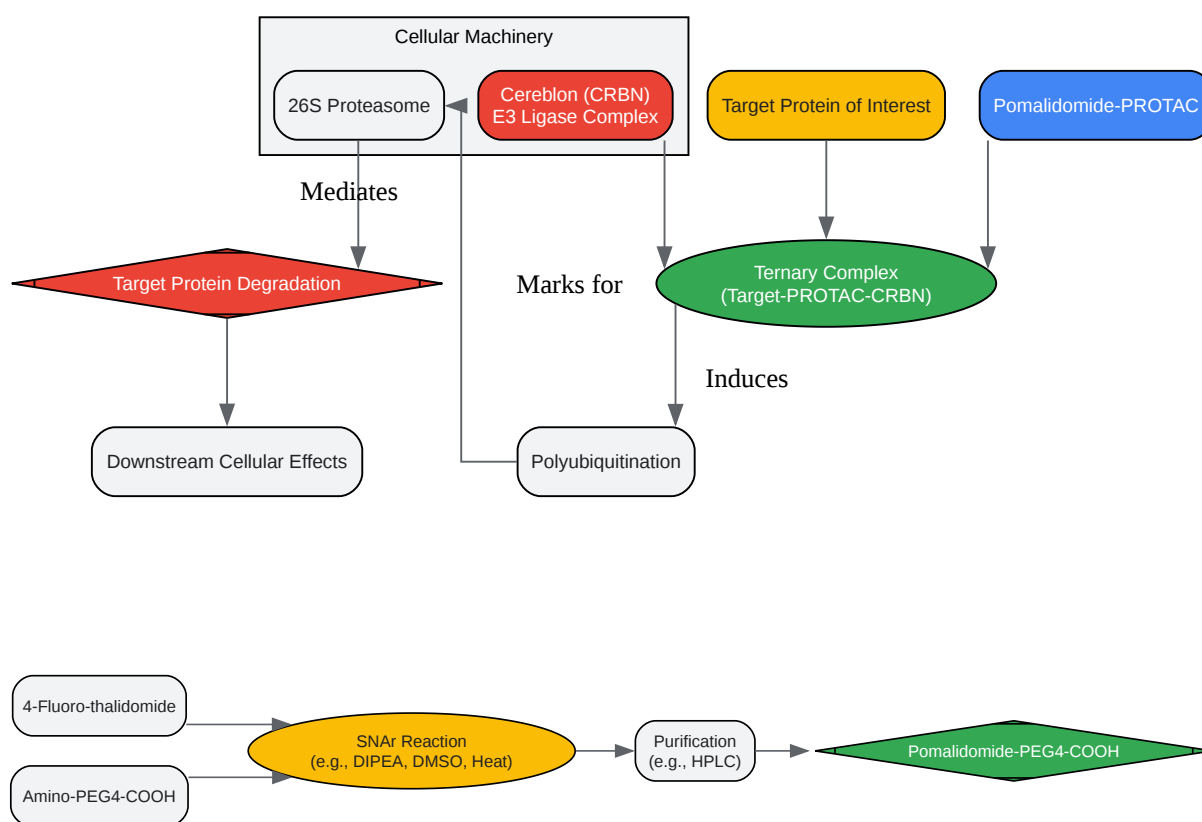 Cellular Machinery
26S Proteasome
Cereblon (CRBN)
E3 Ligase Complex
Target Protein of Interest
Pomalidomide-PROTAC
Mediates
Target Protein Degradation
Marks for
Ternary Complex
(Target-PROTAC-CRBN)
Induces
Downstream Cellular Effects
Polyubiquitination
4-Fluoro-thalidomide
SNAr Reaction
(e.g., DIPEA, DMSO, Heat)
Purification
(e.g., HPLC)
Pomalidomide-PEG4-COOH
Amino-PEG4-COOH